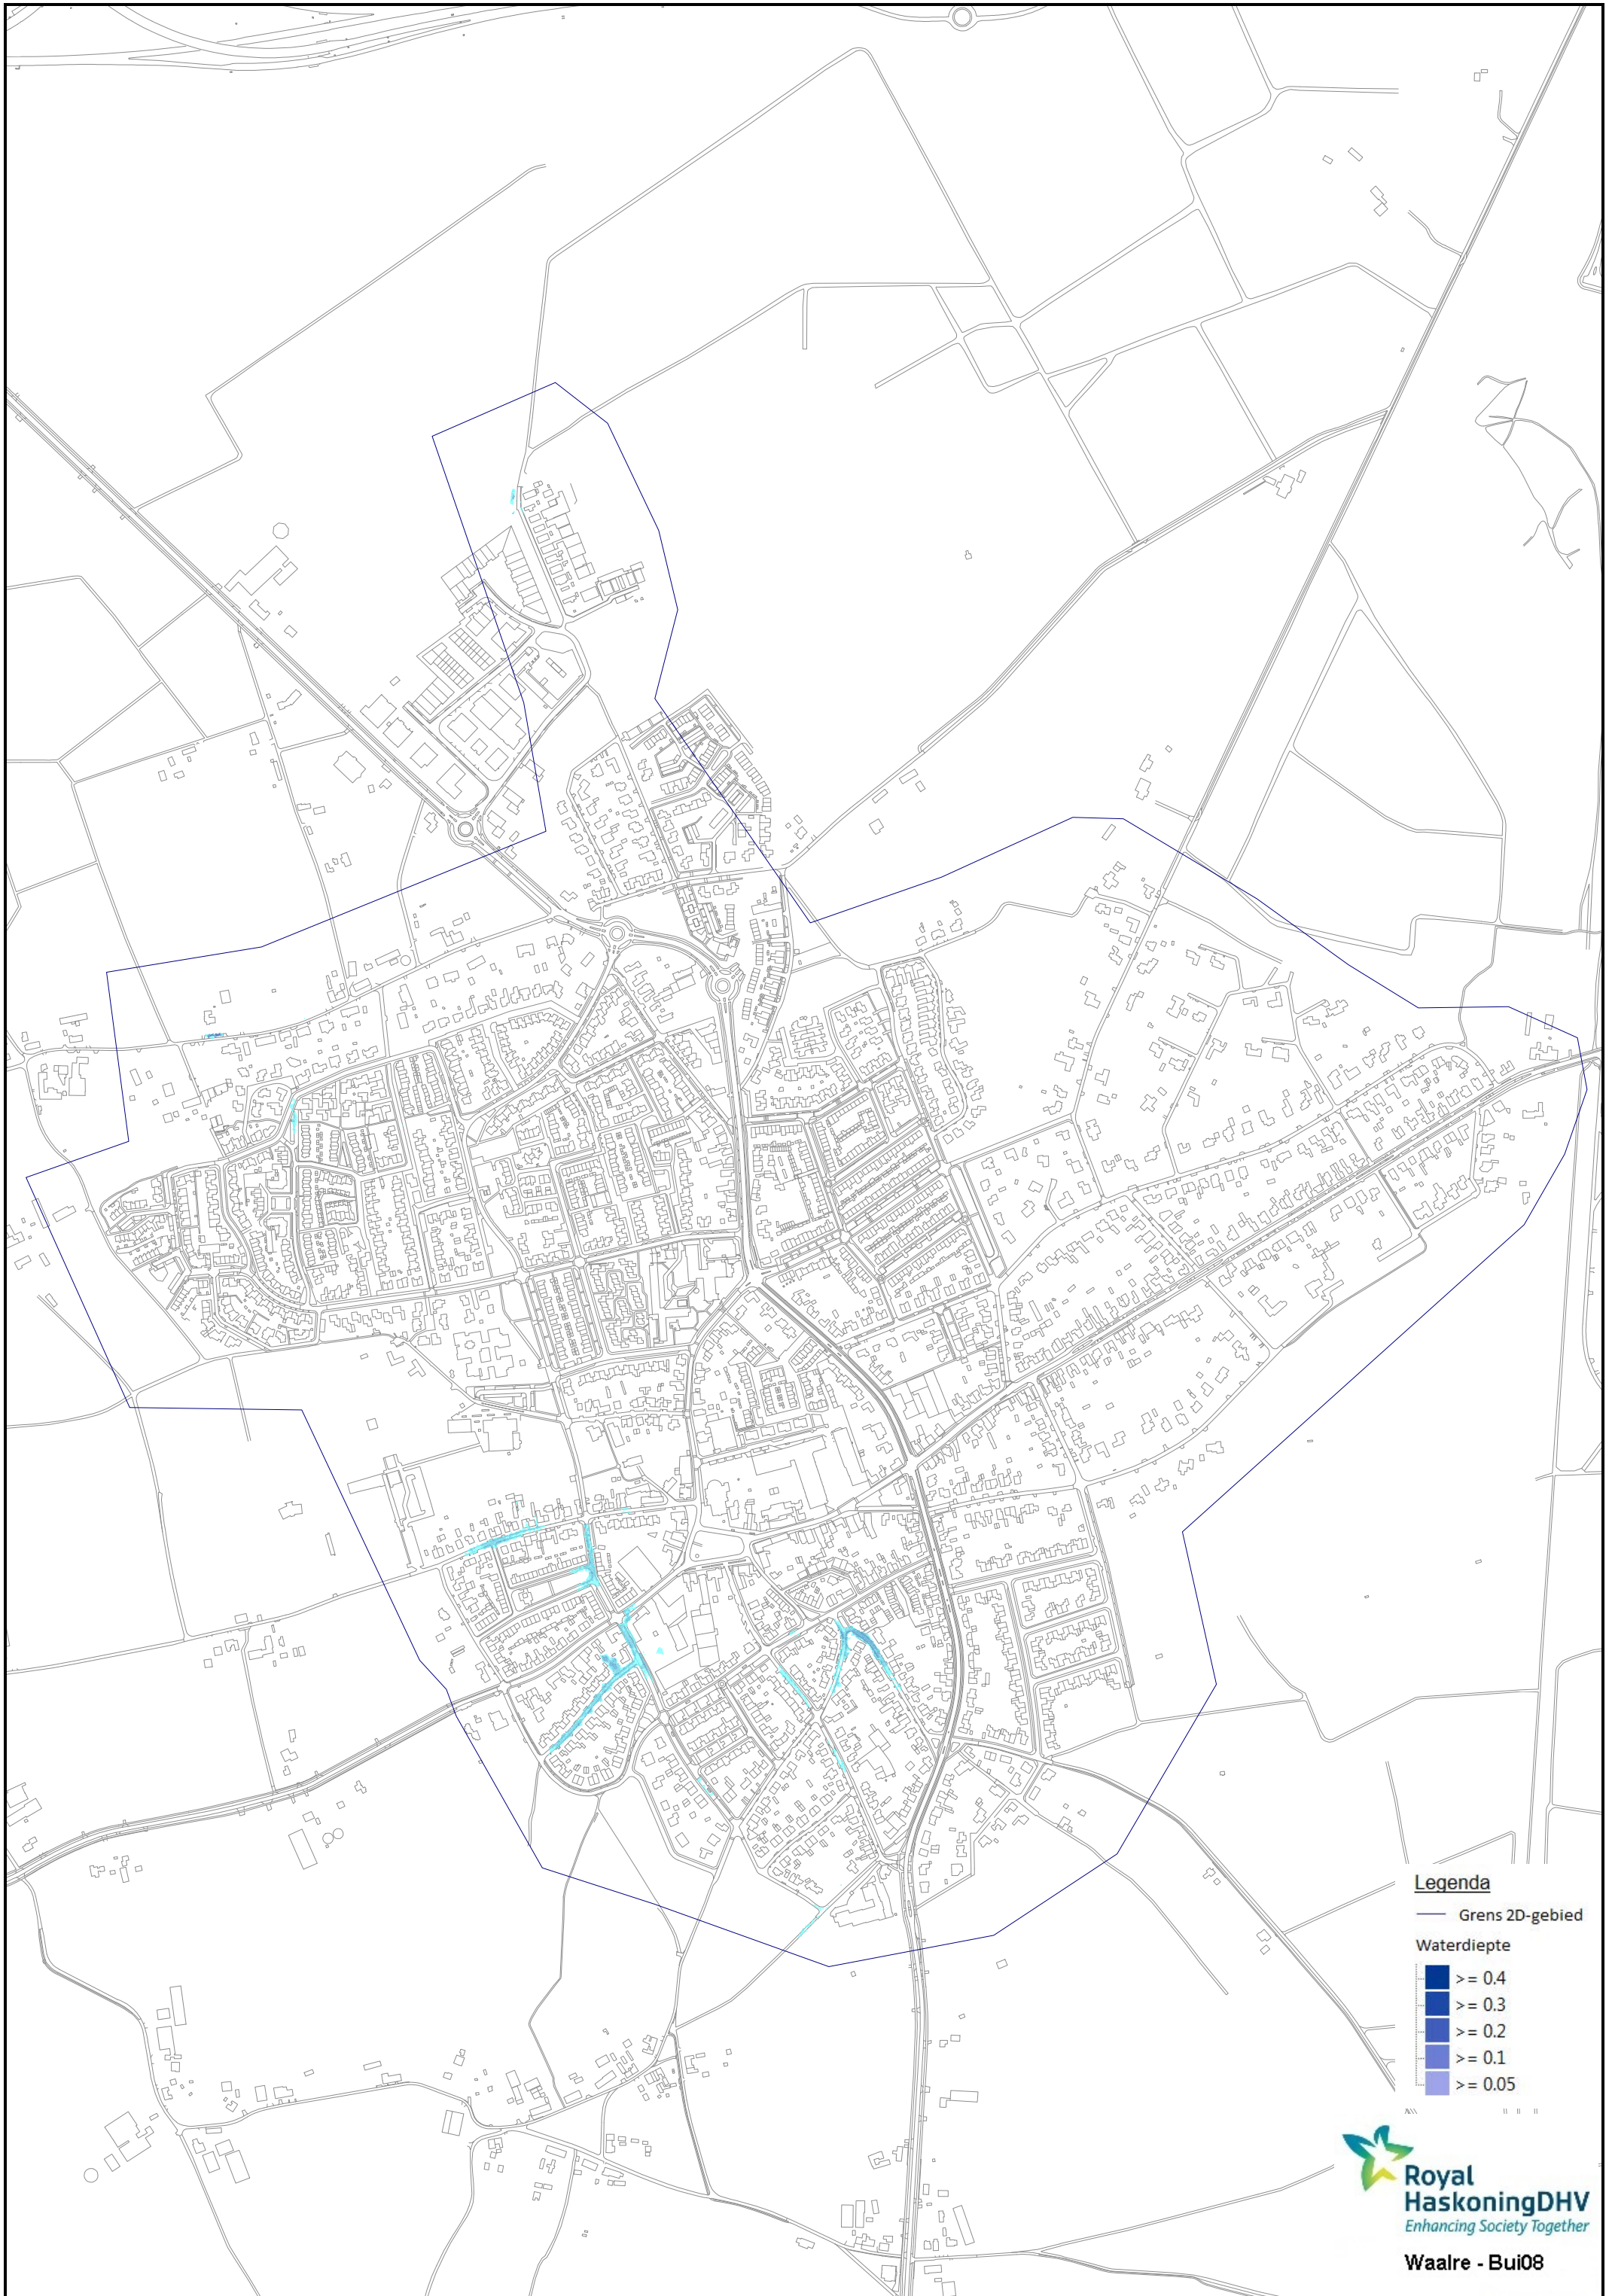 Legenda
Grens 2D-gebied
Waterdiepte
>= 0.4
>= 0.3
>= 0.2
>= 0.1
>= 0.05
Royal
HaskoningDHV
Enhancing Society Together
Waalre - Bui08